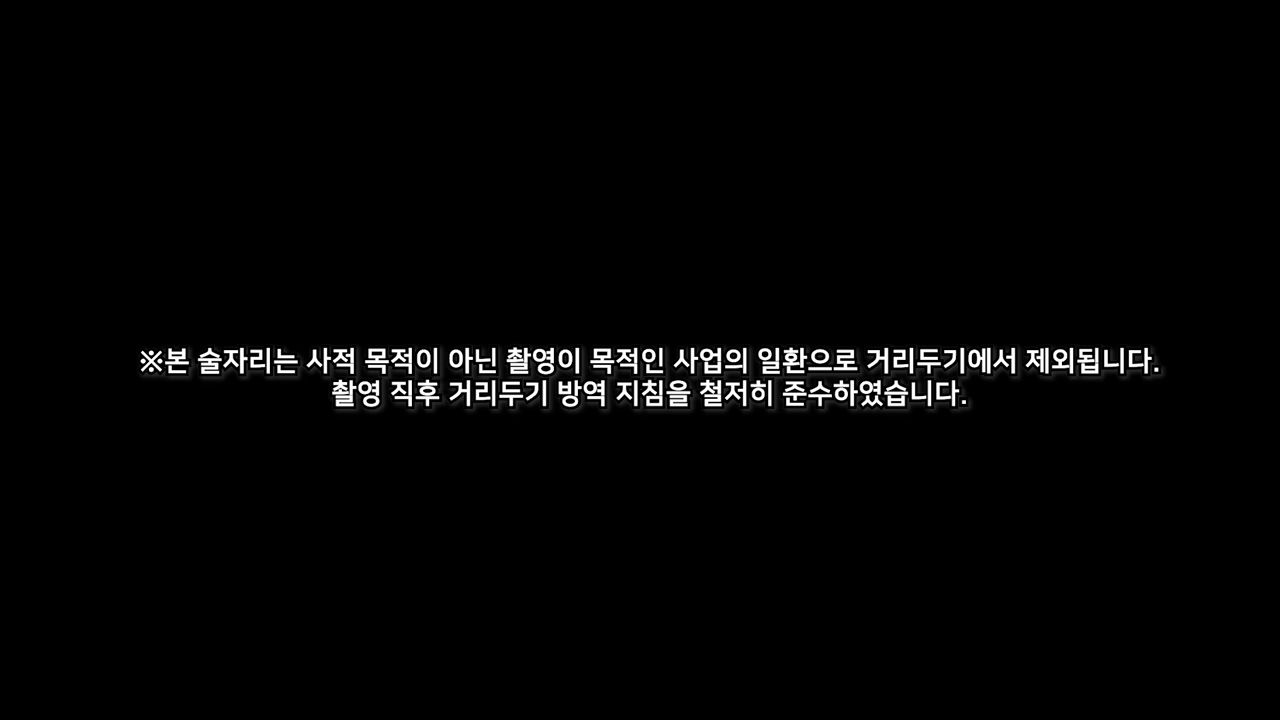 ※본 술자리는 사적 목적이 아닌 촬영이 목적인 사업의 일환으로 거리두기에서 제외됩니다.
촬영 직후 거리두기 방역 지침을 철저히 준수하였습니다.